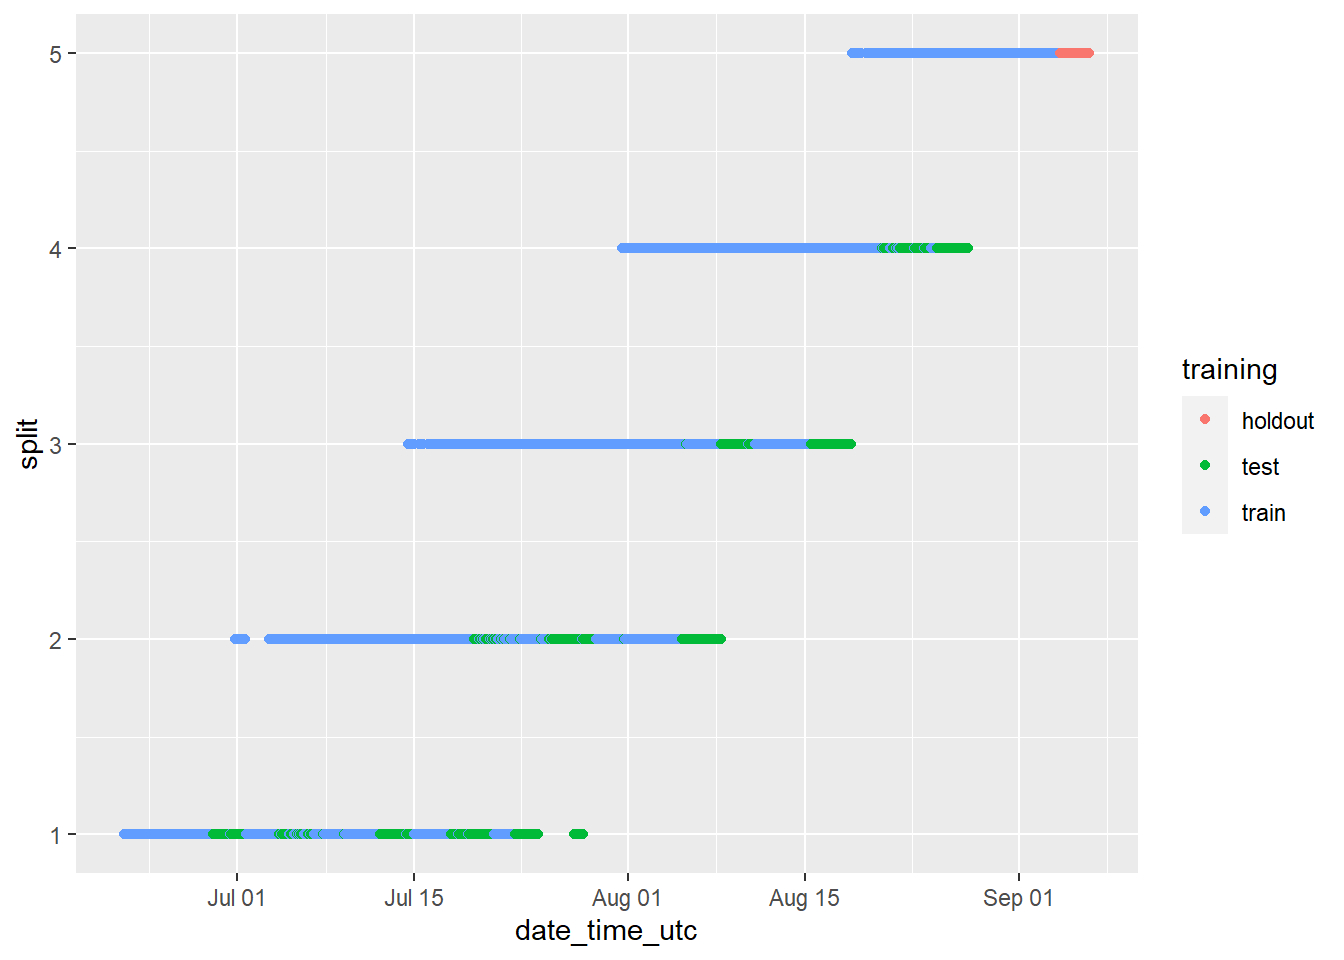 5
4
3
2
1
split
Jul 01
Jul 15
Aug 01
Aug 15
Sep 01
date_time_utc
training
holdout
test
train